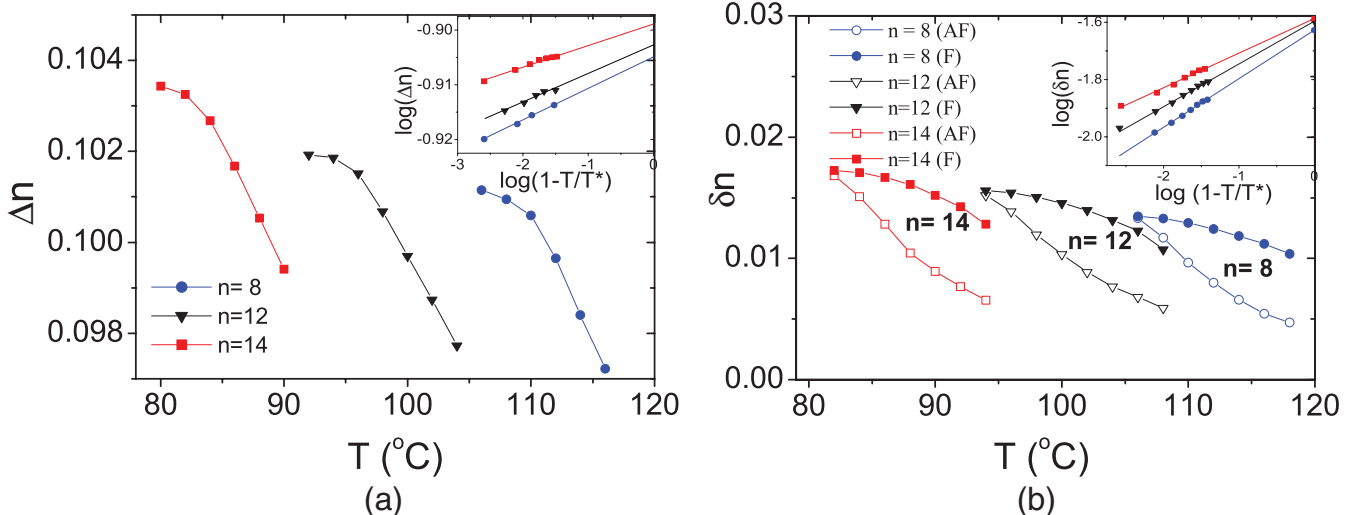 0.104
0.102
0.100
0.098
Δn
80
90
100
110
120
T (°C)
n= 8
n=12
n=14
-0.90
-0.91
-0.92
log(Δn)
-3
-2
-1
0
log(1-T/T*)
(a)
0.03
0.02
0.01
0.00
δn
80
90
100
110
120
T (°C)
n = 8 (AF)
n = 8 (F)
n=12 (AF)
n=12 (F)
n=14 (AF)
n=14 (F)
n= 14
n= 12
n= 8
-1.6
-1.8
-2.0
log(δn)
-2
-1
0
log (1-T/T*)
(b)